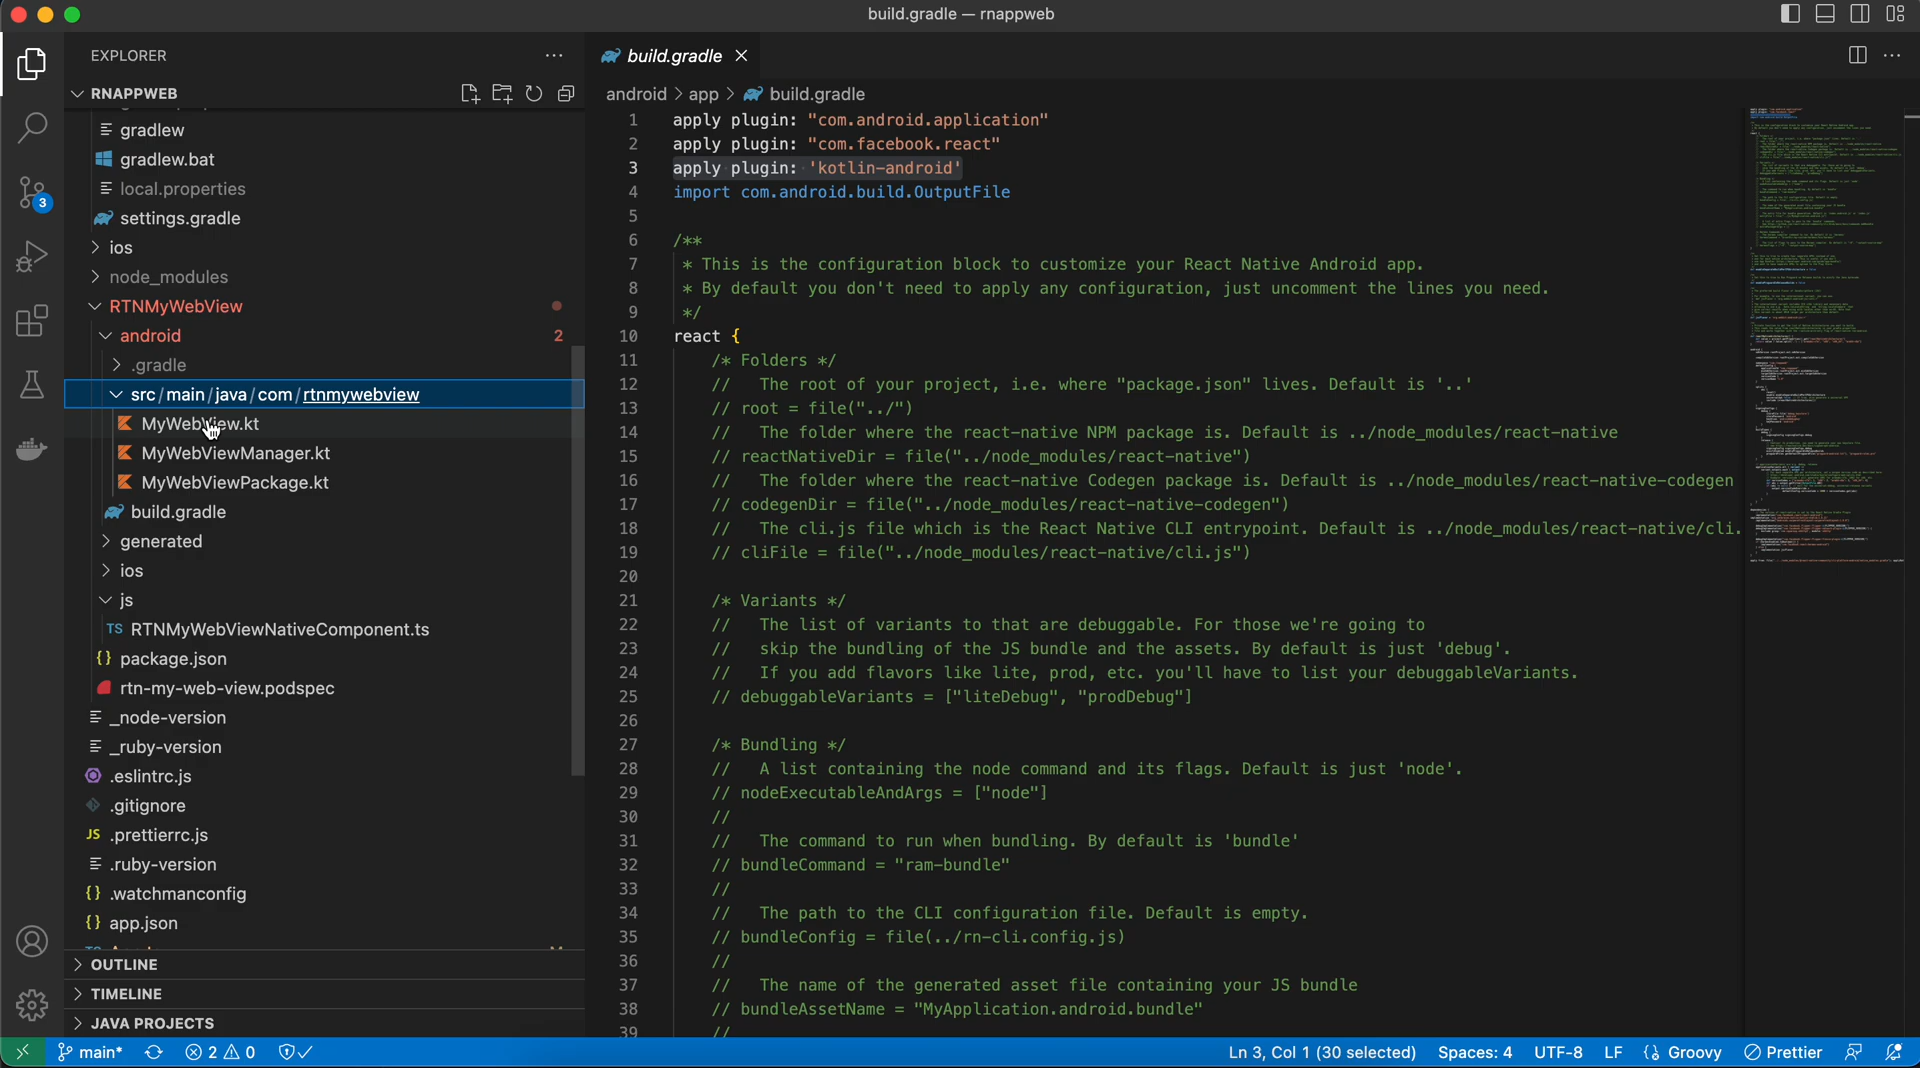 build.gradle — rnappweb
EXPLORER
RNAPPWEB
gradlew
gradlew.bat
local.properties
settings.gradle
ios
node_modules
RTNMyWebView
android
2
.gradle
src/main/java/com/rtnmywebview
MyWebView.kt
MyWebViewManager.kt
MyWebViewPackage.kt
build.gradle
generated
ios
js
TS RTNMyWebViewNativeComponent.ts
{} package.json
rtn-my-web-view.podspec
_node-version
_ruby-version
.eslintrc.js
.gitignore
JS .prettierrc.js
.ruby-version
{} .watchmanconfig
{} app.json
OUTLINE
TIMELINE
JAVA PROJECTS
3
build.gradle
android > app > build.gradle
1 apply plugin: "com.android.application"
2 apply plugin: "com.facebook.react"
3 apply plugin: 'kotlin-android'
4 import com.android.build.OutputFile
5
6 /**
7 * This is the configuration block to customize your React Native Android app.
8 * By default you don't need to apply any configuration, just uncomment the lines you need.
9 */
10 react {
11 /* Folders */
12 // The root of your project, i.e. where "package.json" lives. Default is '..'
13 // root = file("../")
14 // The folder where the react-native NPM package is. Default is ../node_modules/react-native
15 // reactNativeDir = file("../node_modules/react-native")
16 // The folder where the react-native Codegen package is. Default is ../node_modules/react-native-codegen
17 // codegenDir = file("../node_modules/react-native-codegen")
18 // The cli.js file which is the React Native CLI entrypoint. Default is ../node_modules/react-native/cli.
19 // cliFile = file("../node_modules/react-native/cli.js")
20
21 /* Variants */
22 // The list of variants to that are debuggable. For those we're going to
23 // skip the bundling of the JS bundle and the assets. By default is just 'debug'.
24 // If you add flavors like lite, prod, etc. you'll have to list your debuggableVariants.
25 // debuggableVariants = ["liteDebug", "prodDebug"]
26
27 /* Bundling */
28 // A list containing the node command and its flags. Default is just 'node'.
29 // nodeExecutableAndArgs = ["node"]
30 //
31 // The command to run when bundling. By default is 'bundle'
32 // bundleCommand = "ram-bundle"
33 //
34 // The path to the CLI configuration file. Default is empty.
35 // bundleConfig = file(../rn-cli.config.js)
36 //
37 // The name of the generated asset file containing your JS bundle
38 // bundleAssetName = "MyApplication.android.bundle"
39 //
main* 2 0
Ln 3, Col 1 (30 selected) Spaces: 4 UTF-8 LF {} Groovy Prettier